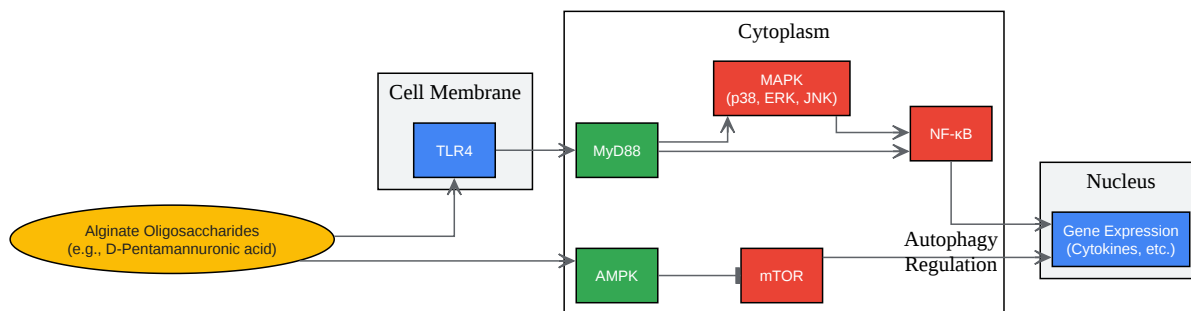 Cytoplasm
MAPK
(p38, ERK, JNK)
Cell Membrane
TLR4
MyD88
NF-κB
Nucleus
Alginate Oligosaccharides
(e.g., D-Pentamannuronic acid)
Gene Expression
(Cytokines, etc.)
Autophagy
Regulation
AMPK
mTOR